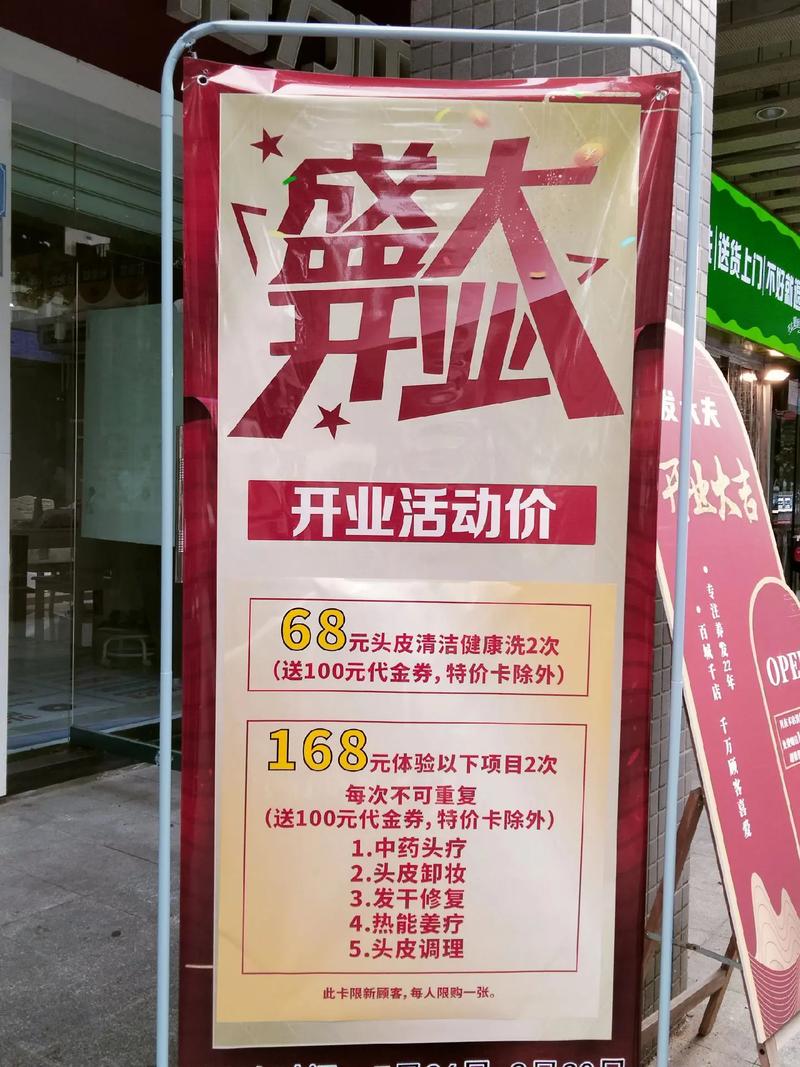 盛大
开业
开业活动价
68元头皮清洁健康洗2次
（送100元代金券,特价卡除外）
168元体验以下项目2次
每次不可重复
（送100元代金券,特价卡除外）
1.中药头疗
2.头皮卸妆
3.发干修复
4.热能姜疗
5.头皮调理
此卡限新顾客,每人限购一张。
送货上门|不好
发大夫
开业大吉
• 专注养发22年
• 百城千店 千万顾客喜爱
OPE